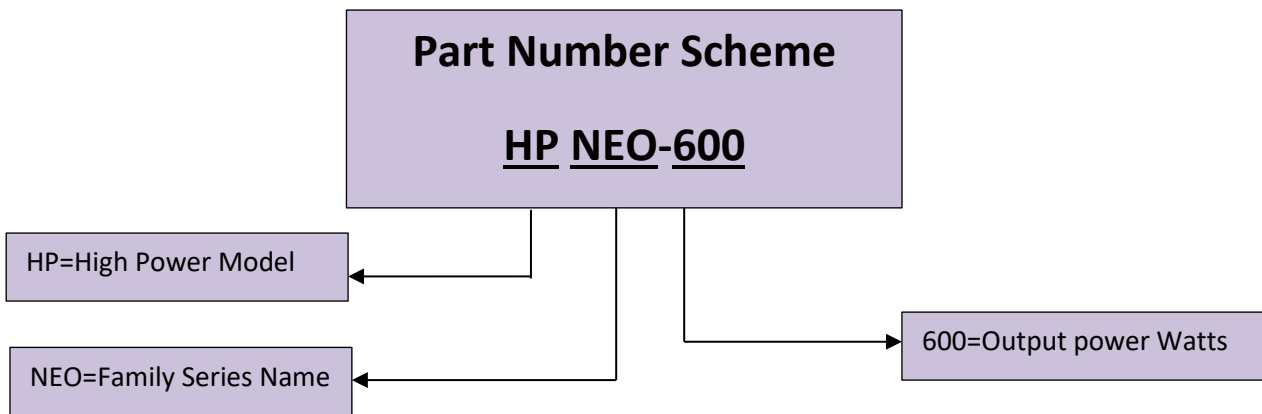 Part Number Scheme
HP NEO-600
HP=High Power Model
600=Output power Watts
NEO=Family Series Name